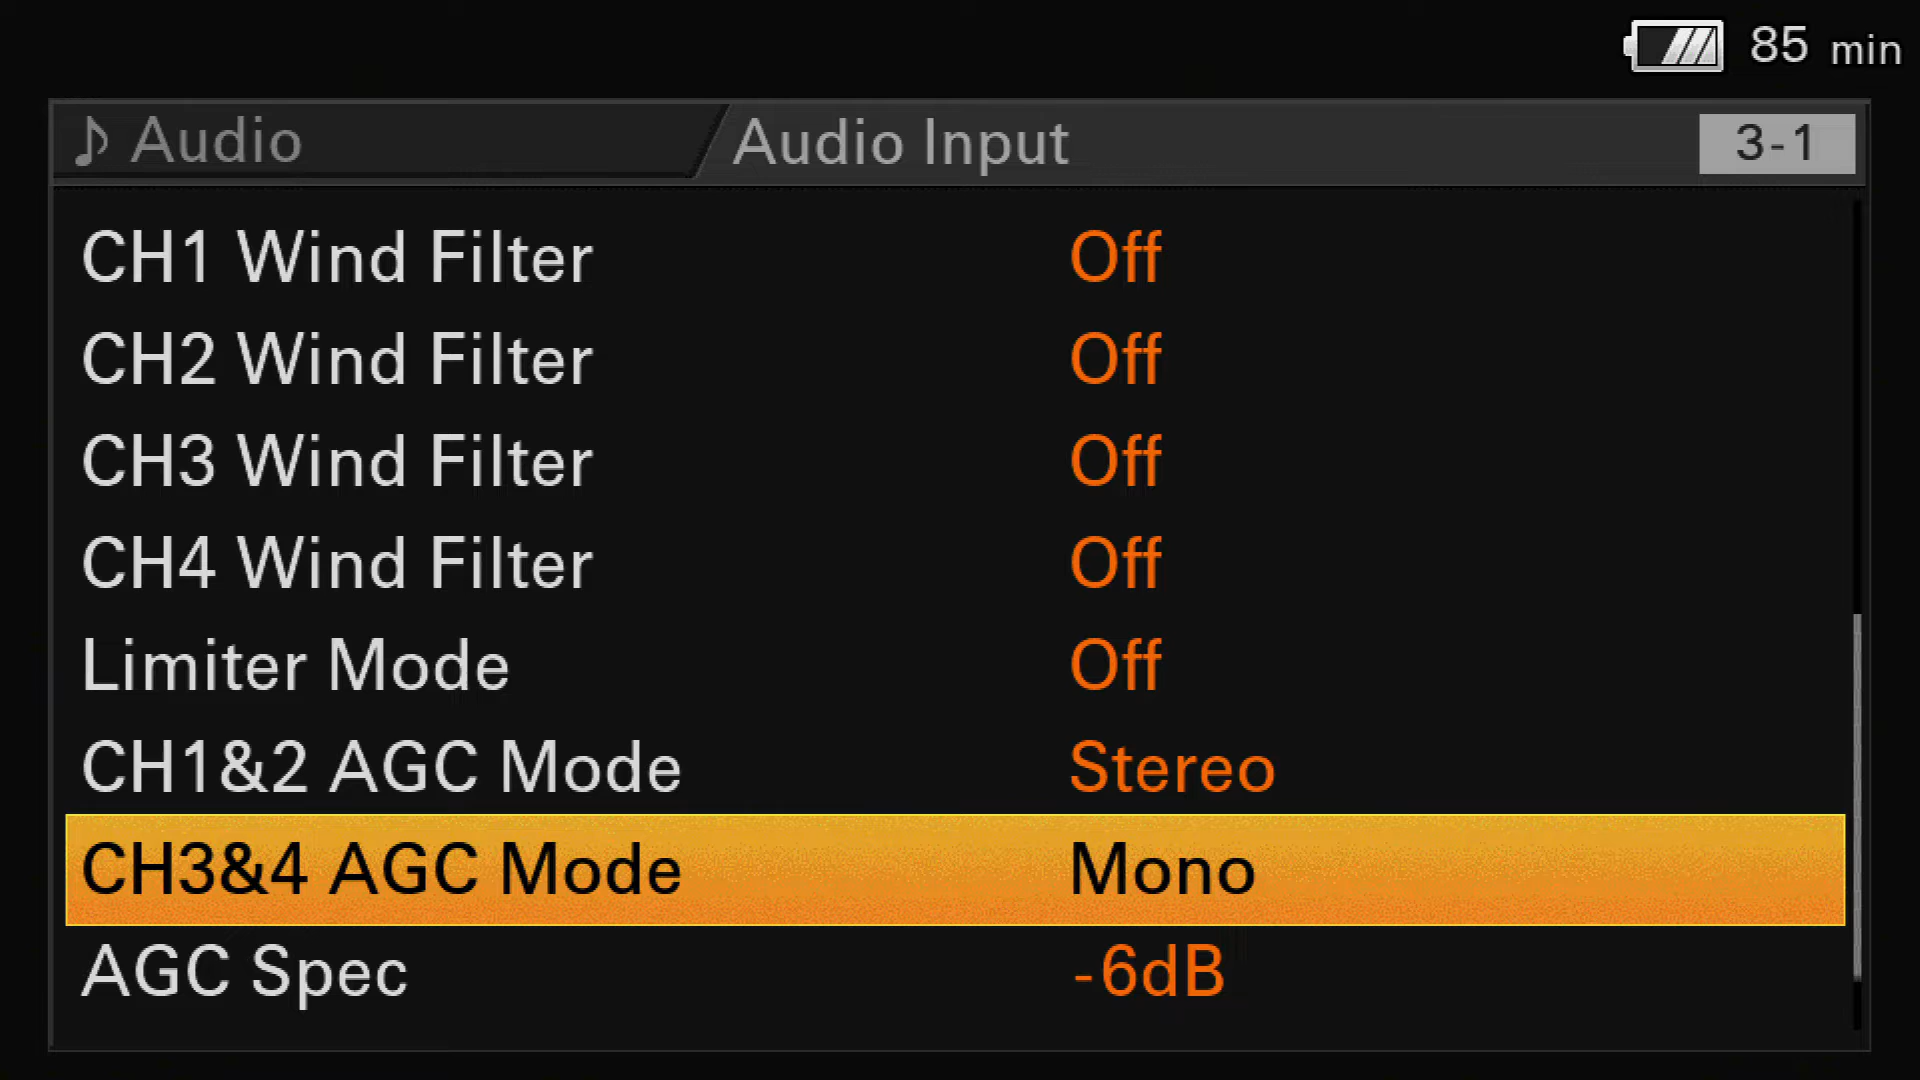 85 min
Audio Audio Input 3-1
CH1 Wind Filter Off
CH2 Wind Filter Off
CH3 Wind Filter Off
CH4 Wind Filter Off
Limiter Mode Off
CH1&2 AGC Mode Stereo
CH3&4 AGC Mode Mono
AGC Spec -6dB